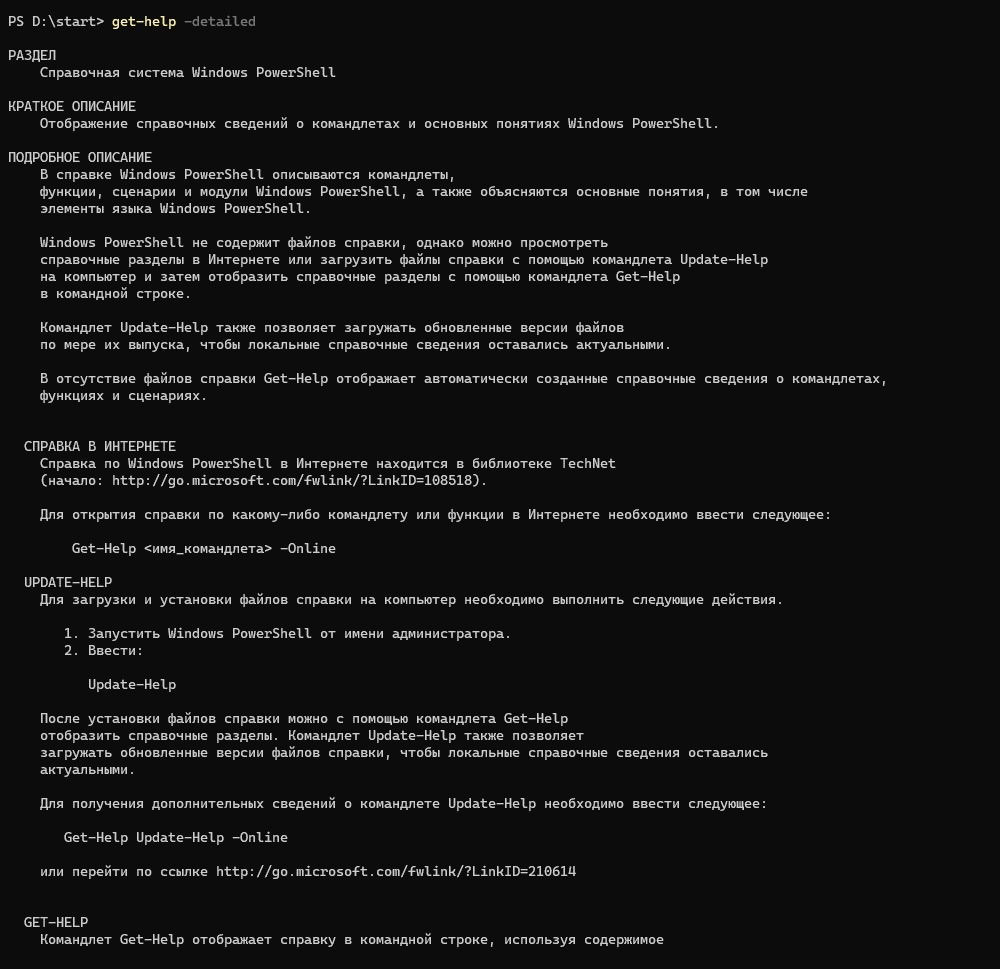 PS D:\start> get-help -detailed
РАЗДЕЛ
Справочная система Windows PowerShell
КРАТКОЕ ОПИСАНИЕ
Отображение справочных сведений о командлетах и основных понятиях Windows PowerShell.
ПОДРОБНОЕ ОПИСАНИЕ
В справке Windows PowerShell описываются командлеты,
функции, сценарии и модули Windows PowerShell, а также объясняются основные понятия, в том числе
элементы языка Windows PowerShell.
Windows PowerShell не содержит файлов справки, однако можно просмотреть
справочные разделы в Интернете или загрузить файлы справки с помощью командлета Update-Help
на компьютер и затем отобразить справочные разделы с помощью командлета Get-Help
в командной строке.
Командлет Update-Help также позволяет загружать обновленные версии файлов
по мере их выпуска, чтобы локальные справочные сведения оставались актуальными.
В отсутствие файлов справки Get-Help отображает автоматически созданные справочные сведения о командлетах,
функциях и сценариях.
СПРАВКА В ИНТЕРНЕТЕ
Справка по Windows PowerShell в Интернете находится в библиотеке TechNet
(начало: http://go.microsoft.com/fwlink/?LinkID=108518).
Для открытия справки по какому-либо командлету или функции в Интернете необходимо ввести следующее:
Get-Help <имя_командлета> -Online
UPDATE-HELP
Для загрузки и установки файлов справки на компьютер необходимо выполнить следующие действия.
1. Запустить Windows PowerShell от имени администратора.
2. Ввести:
Update-Help
После установки файлов справки можно с помощью командлета Get-Help
отобразить справочные разделы. Командлет Update-Help также позволяет
загружать обновленные версии файлов справки, чтобы локальные справочные сведения оставались
актуальными.
Для получения дополнительных сведений о командлете Update-Help необходимо ввести следующее:
Get-Help Update-Help -Online
или перейти по ссылке http://go.microsoft.com/fwlink/?LinkID=210614
GET-HELP
Командлет Get-Help отображает справку в командной строке, используя содержимое